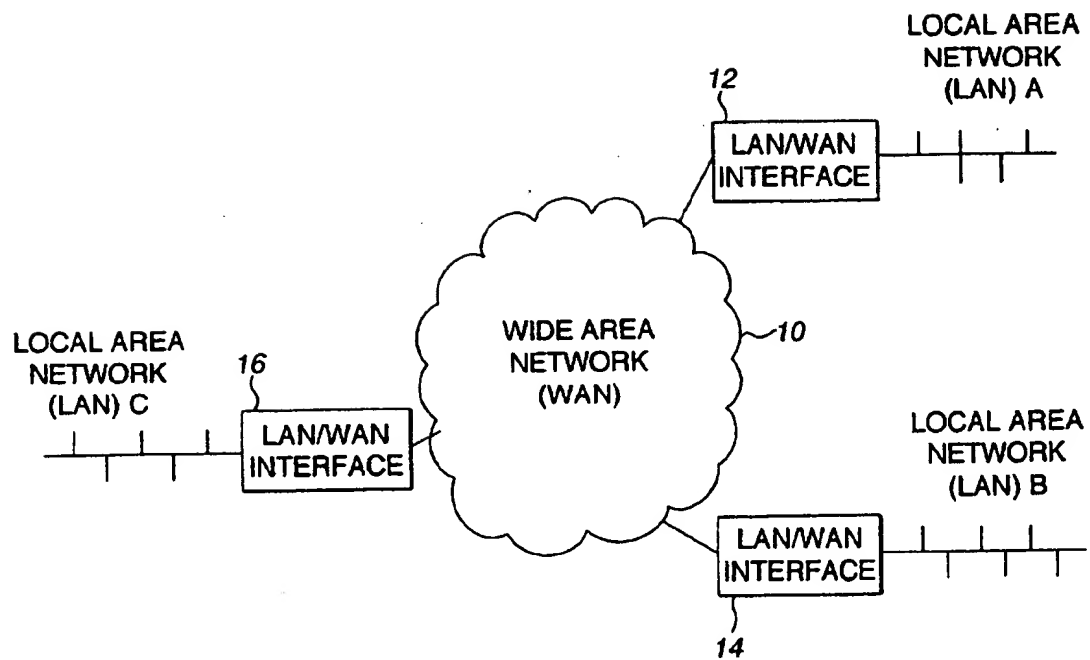 LOCAL AREA
NETWORK
(LAN) A
12
LAN/WAN
INTERFACE
WIDE AREA
NETWORK
(WAN)
10
LOCAL AREA
NETWORK
(LAN) C
16
LAN/WAN
INTERFACE
LOCAL AREA
NETWORK
(LAN) B
LAN/WAN
INTERFACE
14